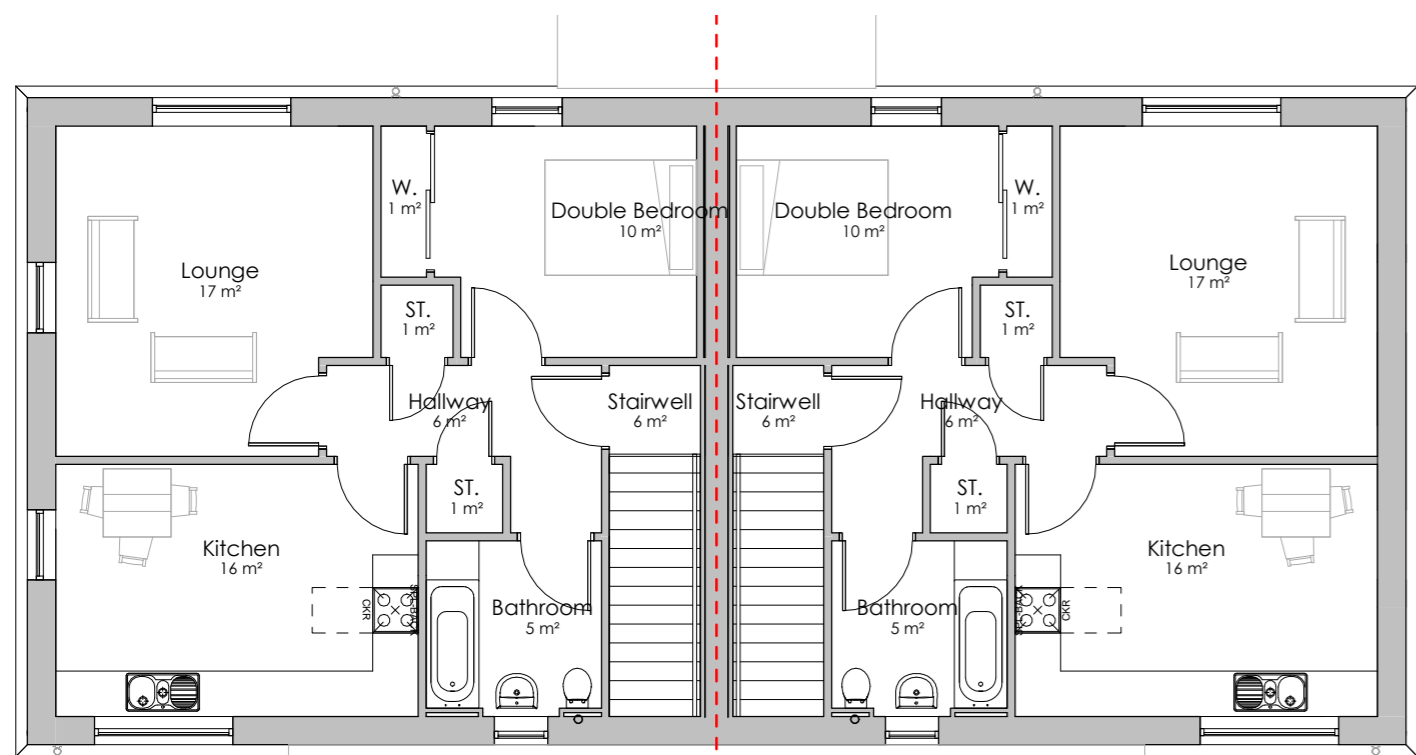 W.
1 m²
Double Bedroom
10 m²
Double Bedroom
10 m²
W.
1 m²
Lounge
17 m²
Lounge
17 m²
ST.
1 m²
ST.
1 m²
Hallway
6 m²
Stairwell
6 m²
Stairwell
6 m²
Hallway
6 m²
ST.
1 m²
ST.
1 m²
Kitchen
16 m²
Kitchen
16 m²
CKR
CKR
Bathroom
5 m²
Bathroom
5 m²